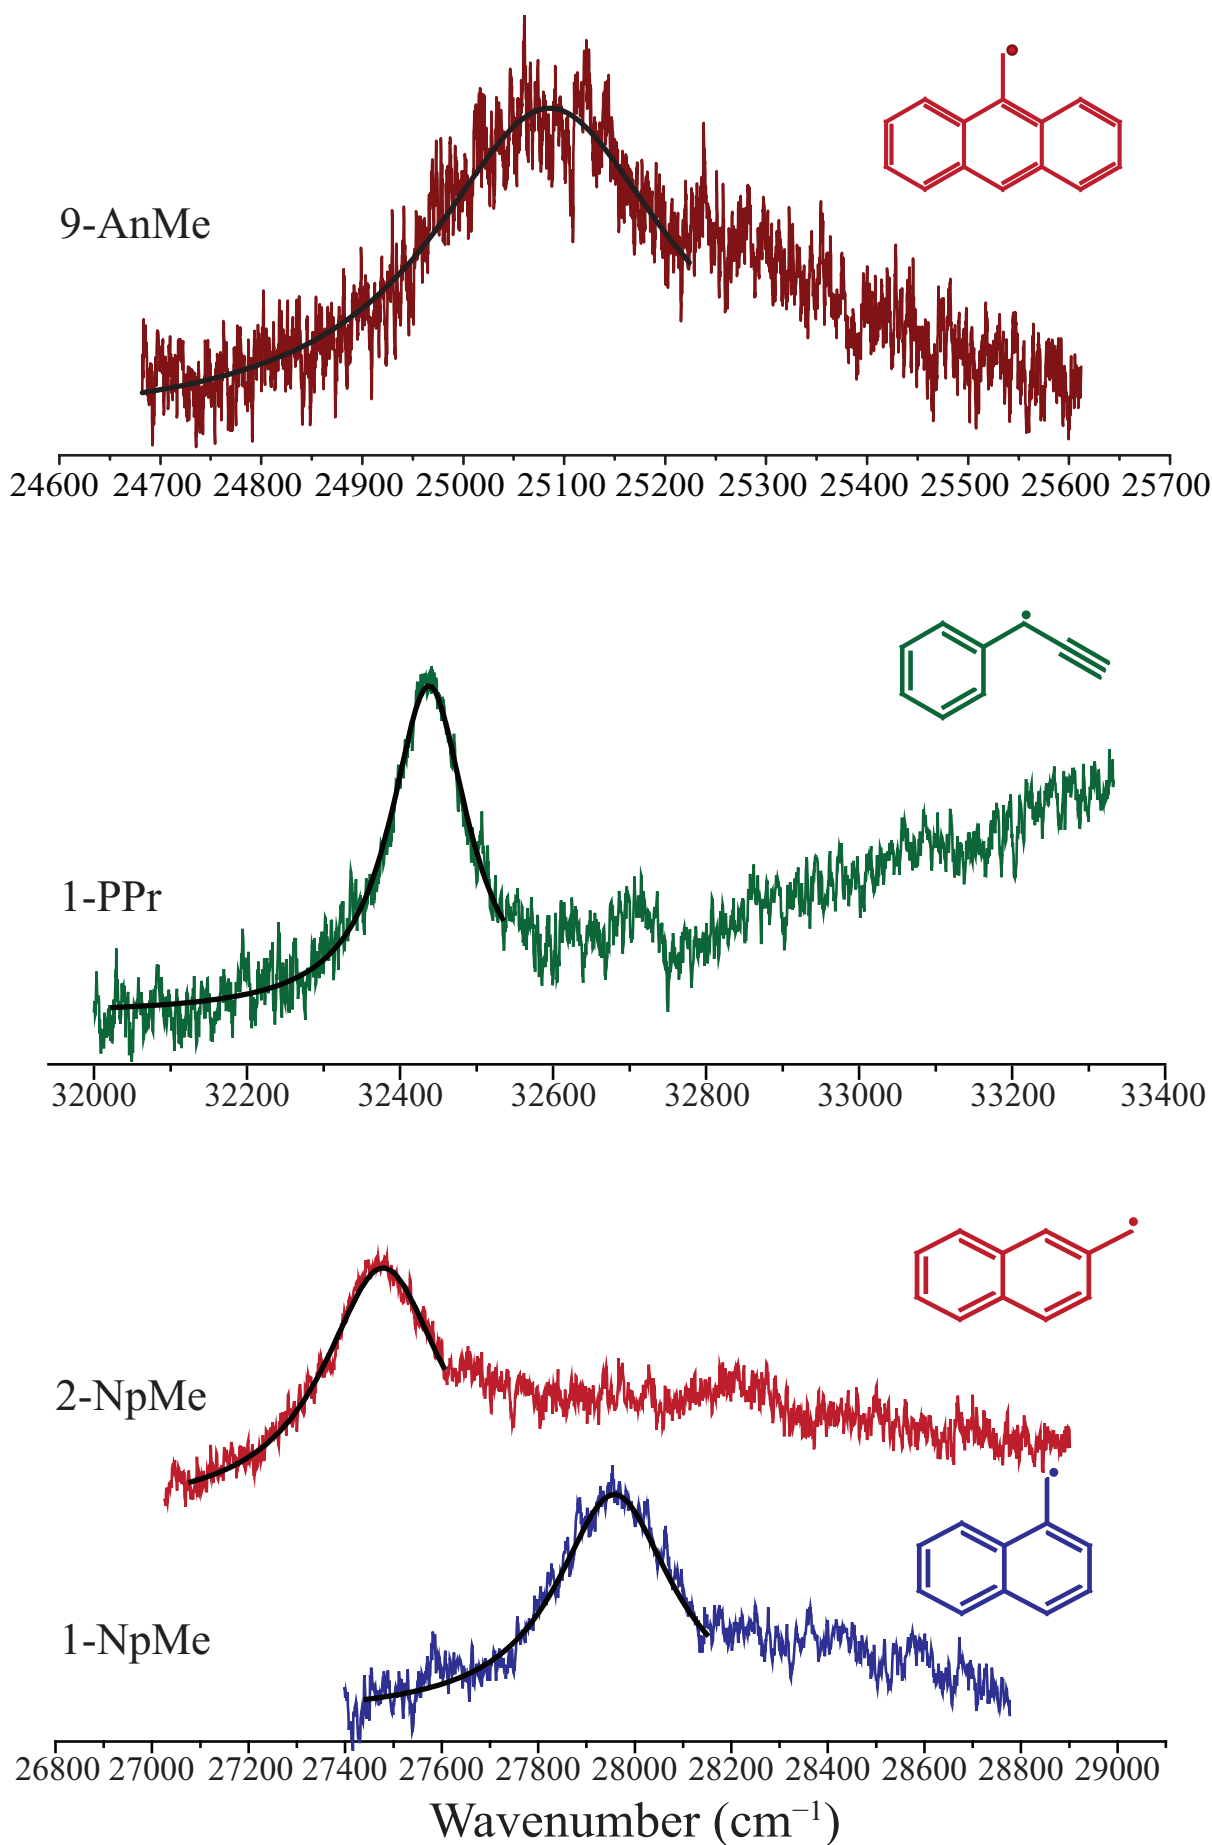 9-AnMe
24600 24700 24800 24900 25000 25100 25200 25300 25400 25500 25600 25700
1-PPr
32000 32200 32400 32600 32800 33000 33200 33400
2-NpMe
1-NpMe
26800 27000 27200 27400 27600 27800 28000 28200 28400 28600 28800 29000
Wavenumber (cm⁻¹)